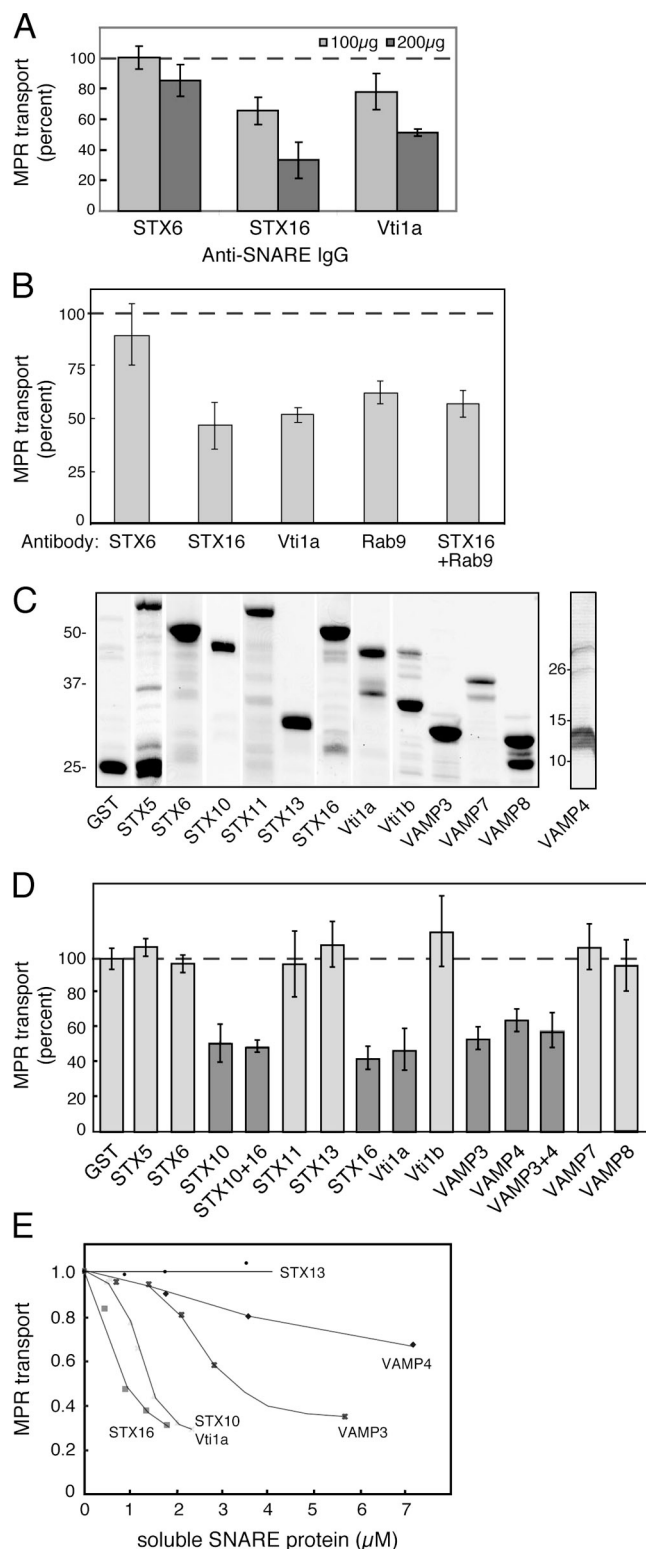 A
100µg 200µg
MPR transport
(percent)
100
80
60
40
20
0
STX6 STX16 Vti1a
Anti-SNARE IgG
B
MPR transport
(percent)
100
75
50
25
0
Antibody: STX6 STX16 Vti1a Rab9 STX16
+Rab9
C
50-
37-
25-
26-
15-
10-
GST STX5 STX6 STX10 STX11 STX13 STX16 Vti1a Vti1b VAMP3 VAMP7 VAMP8 VAMP4
D
MPR transport
(percent)
100
80
60
40
20
0
GST STX5 STX6 STX10 STX10+16 STX11 STX13 STX16 Vti1a Vti1b VAMP3 VAMP4 VAMP3+4 VAMP7 VAMP8
E
MPR transport
1.0
0.8
0.6
0.4
0.2
0.0
STX13
VAMP4
STX16
STX10
Vti1a
VAMP3
0 1 2 3 4 5 6 7
soluble SNARE protein (µM)